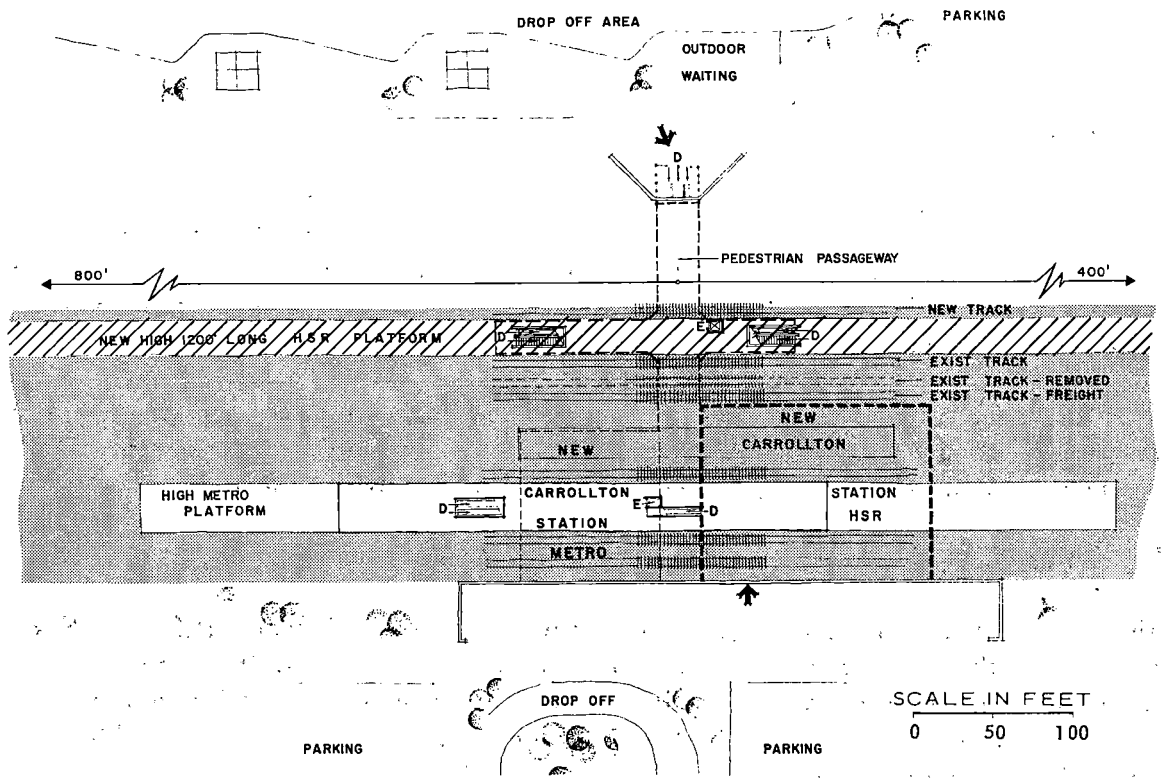 DROP OFF AREA
PARKING
OUTDOOR
WAITING
D
PEDESTRIAN PASSAGEWAY
800'
400'
NEW TRACK
E
NEW HIGH 1200' LONG H S R PLATFORM
D
D
EXIST TRACK
EXIST TRACK-REMOVED
EXIST TRACK-FREIGHT
NEW
CARROLLTON
NEW
HIGH METRO
PLATFORM
D
CARROLLTON
E
D
STATION
HSR
STATION
METRO
DROP OFF
SCALE IN FEET
0 50 100
PARKING
PARKING